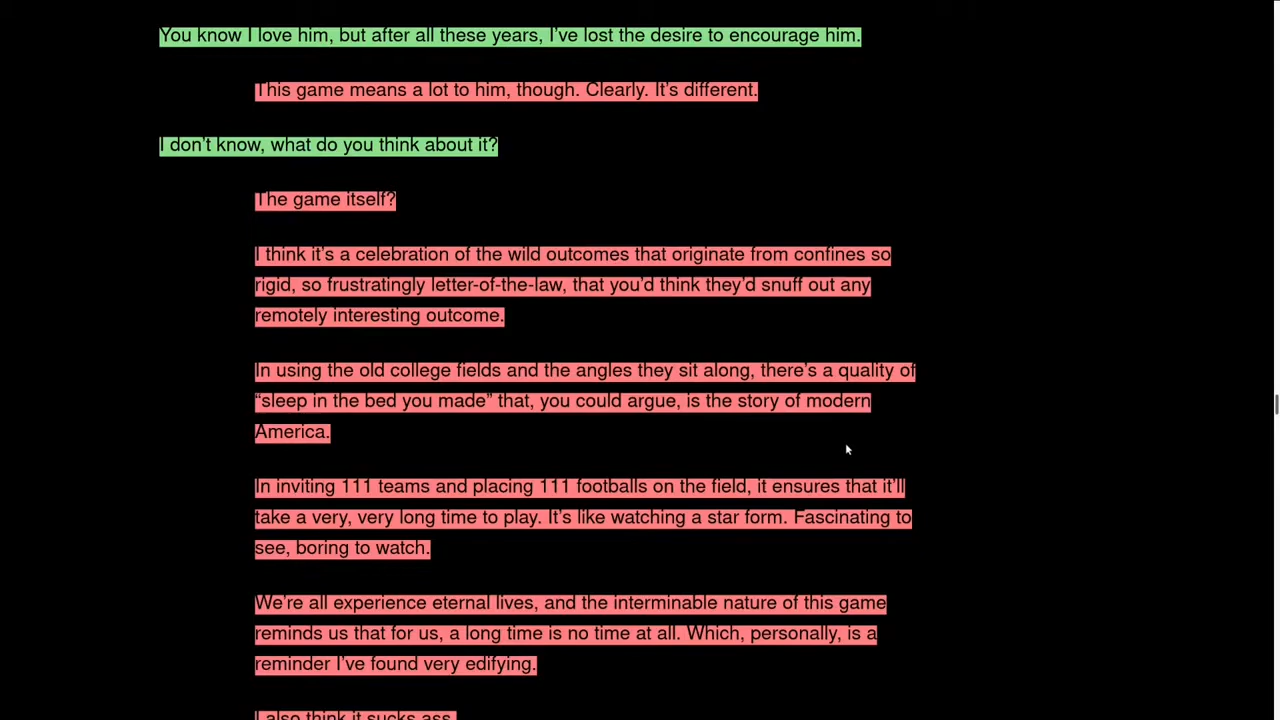 You know I love him, but after all these years, I’ve lost the desire to encourage him.
This game means a lot to him, though. Clearly. It’s different.
I don’t know, what do you think about it?
The game itself?
I think it’s a celebration of the wild outcomes that originate from confines so
rigid, so frustratingly letter-of-the-law, that you’d think they’d snuff out any
remotely interesting outcome.
In using the old college fields and the angles they sit along, there’s a quality of
“sleep in the bed you made” that, you could argue, is the story of modern
America.
In inviting 111 teams and placing 111 footballs on the field, it ensures that it’ll
take a very, very long time to play. It’s like watching a star form. Fascinating to
see, boring to watch.
We’re all experience eternal lives, and the interminable nature of this game
reminds us that for us, a long time is no time at all. Which, personally, is a
reminder I’ve found very edifying.
I also think it sucks ass.